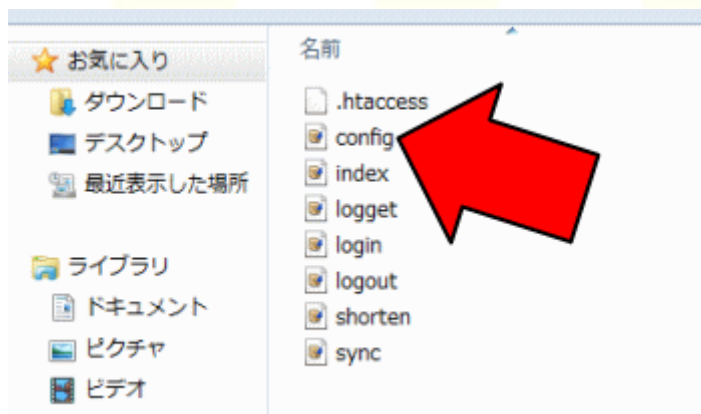 お気に入り
ダウンロード
デスクトップ
最近表示した場所
ライブラリ
ドキュメント
ピクチャ
ビデオ
名前
.htaccess
config
index
logget
login
logout
shorten
sync